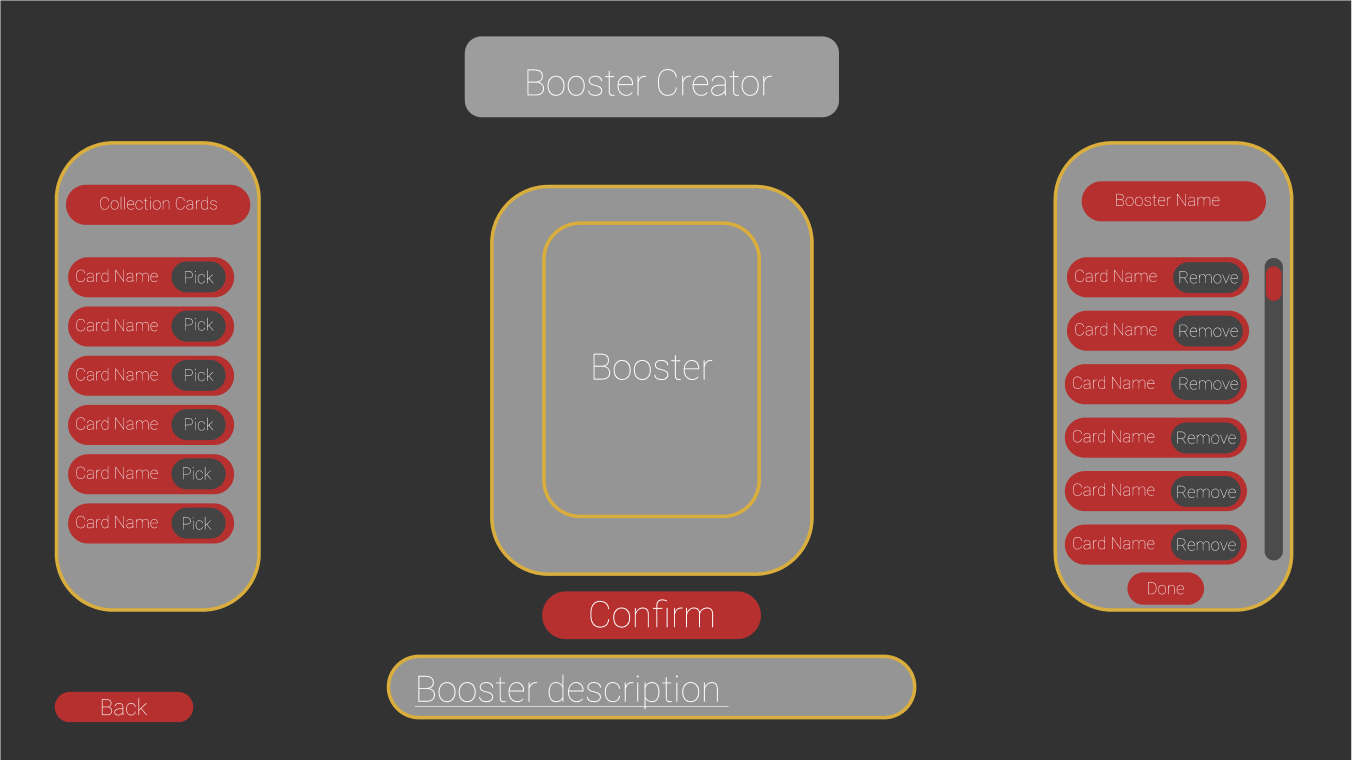 Booster Creator
Collection Cards
Card Name Pick
Card Name Pick
Card Name Pick
Card Name Pick
Card Name Pick
Card Name Pick
Booster
Confirm
Booster description
Booster Name
Card Name Remove
Card Name Remove
Card Name Remove
Card Name Remove
Card Name Remove
Card Name Remove
Done
Back